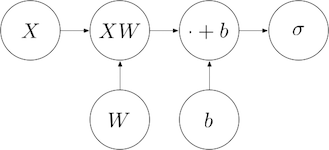 X XW · + b σ
W b